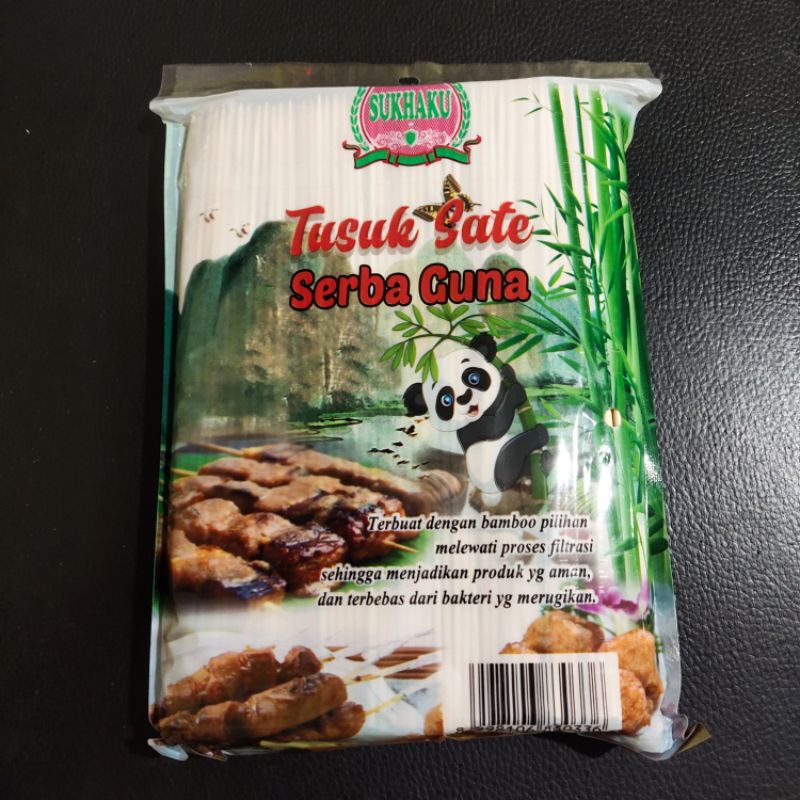 SUKHAKU
Tusuk Sate
Serba Guna
Terbuat dengan bamboo pilihan
melewati proses filtrasi
sehingga menjadikan produk yg aman,
dan terbebas dari bakteri yg merugikan.